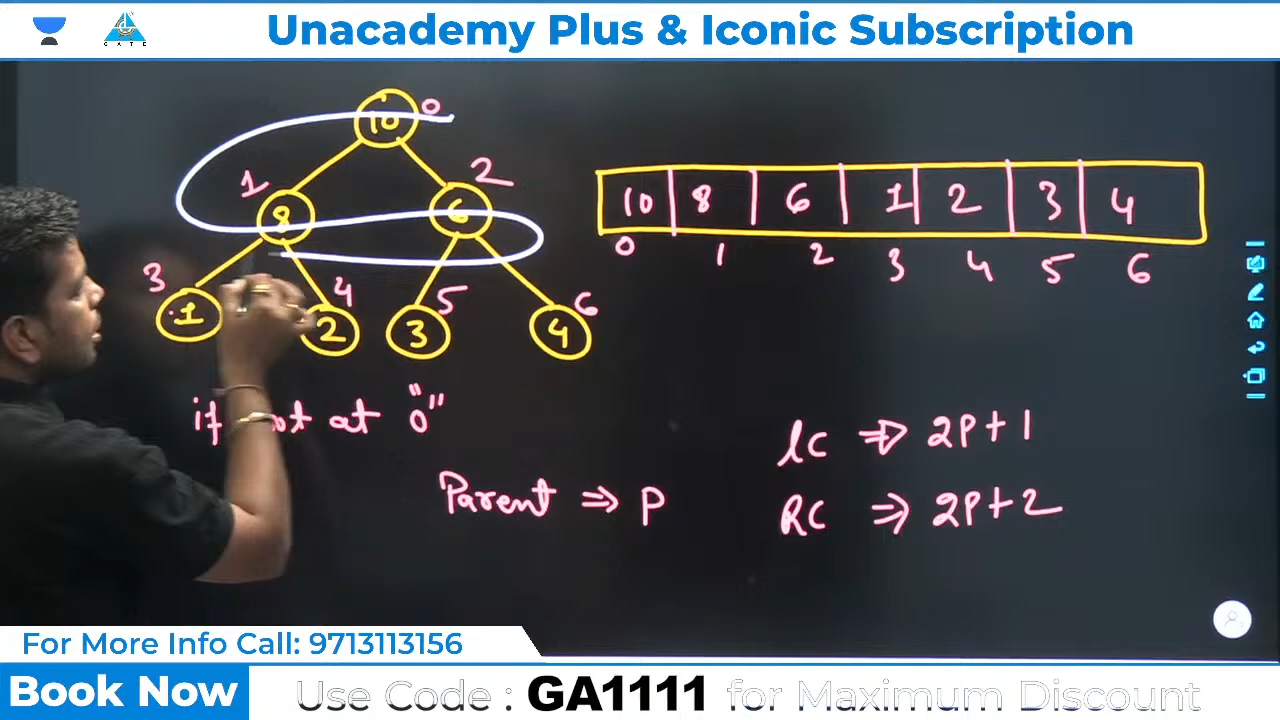 Unacademy Plus & Iconic Subscription
GATE
10 0
1 2
8 6
3 4 5 6
1 2 3 4
10 8 6 1 2 3 4
0 1 2 3 4 5 6
if at "0"
Parent ⇒ P
LC ⇒ 2P+1
RC ⇒ 2P+2
For More Info Call: 9713113156
Book Now
Use Code : GA1111 for Maximum Discount